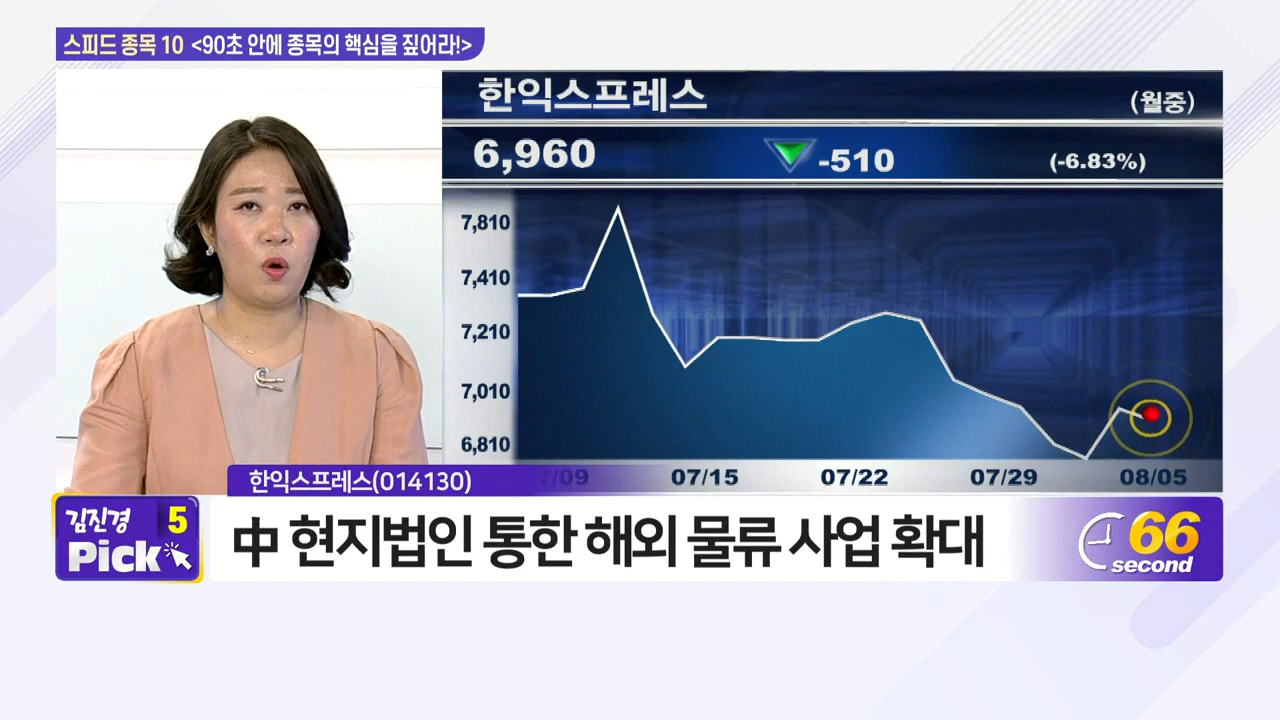 스피드 종목 10 <90초 안에 종목의 핵심을 짚어라!>
한익스프레스
(월중)
6,960
-510
(-6.83%)
7,810
7,410
7,210
7,010
6,810
7/09 07/15 07/22 07/29 08/05
한익스프레스(014130)
김진경 5
Pick
中 현지법인 통한 해외 물류 사업 확대
66
second